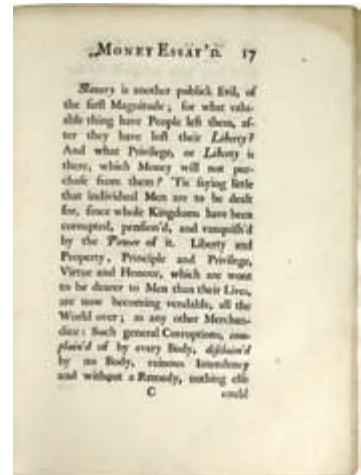 MONEY ESSAY'D. 17
Slavery is another publick Evil, of
the first Magnitude; for what valu-
able thing have People left them, af-
ter they have lost their Liberty?
And what Privilege, or Liberty is
there, which Money will not pur-
chase from them? 'Tis saying little
that individual Men are to be dealt
for, since whole Kingdoms have been
corrupted, pension'd, and vanquish'd
by the Power of it. Liberty and
Property, Principle and Privilege,
Virtue and Honour, which are wont
to be dearer to Men than their Lives,
are now becoming vendable, all the
World over; as any other Merchan-
dice: Such general Corruptions, com-
plain'd of by every Body, disclaim'd
by no Body, ruinous Intendency
and without a Remedy, nothing else
C could